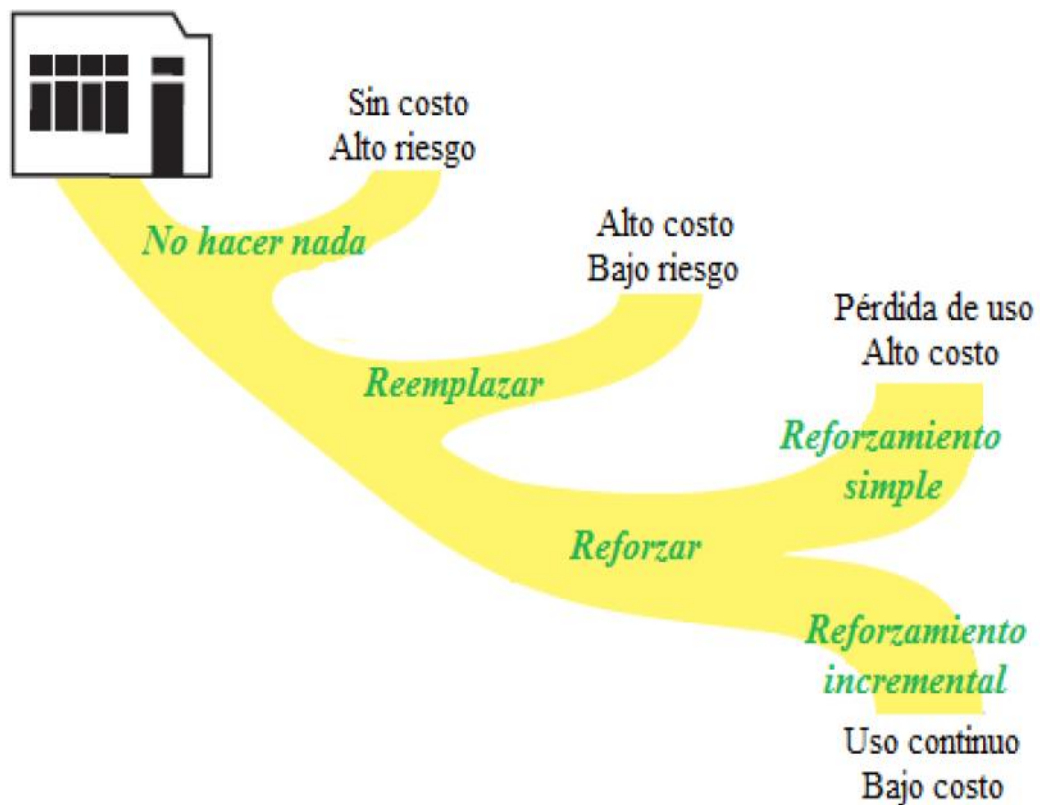 Sin costo
Alto riesgo
No hacer nada
Alto costo
Bajo riesgo
Reemplazar
Pérdida de uso
Alto costo
Reforzamiento
simple
Reforzar
Reforzamiento
incremental
Uso continuo
Bajo costo